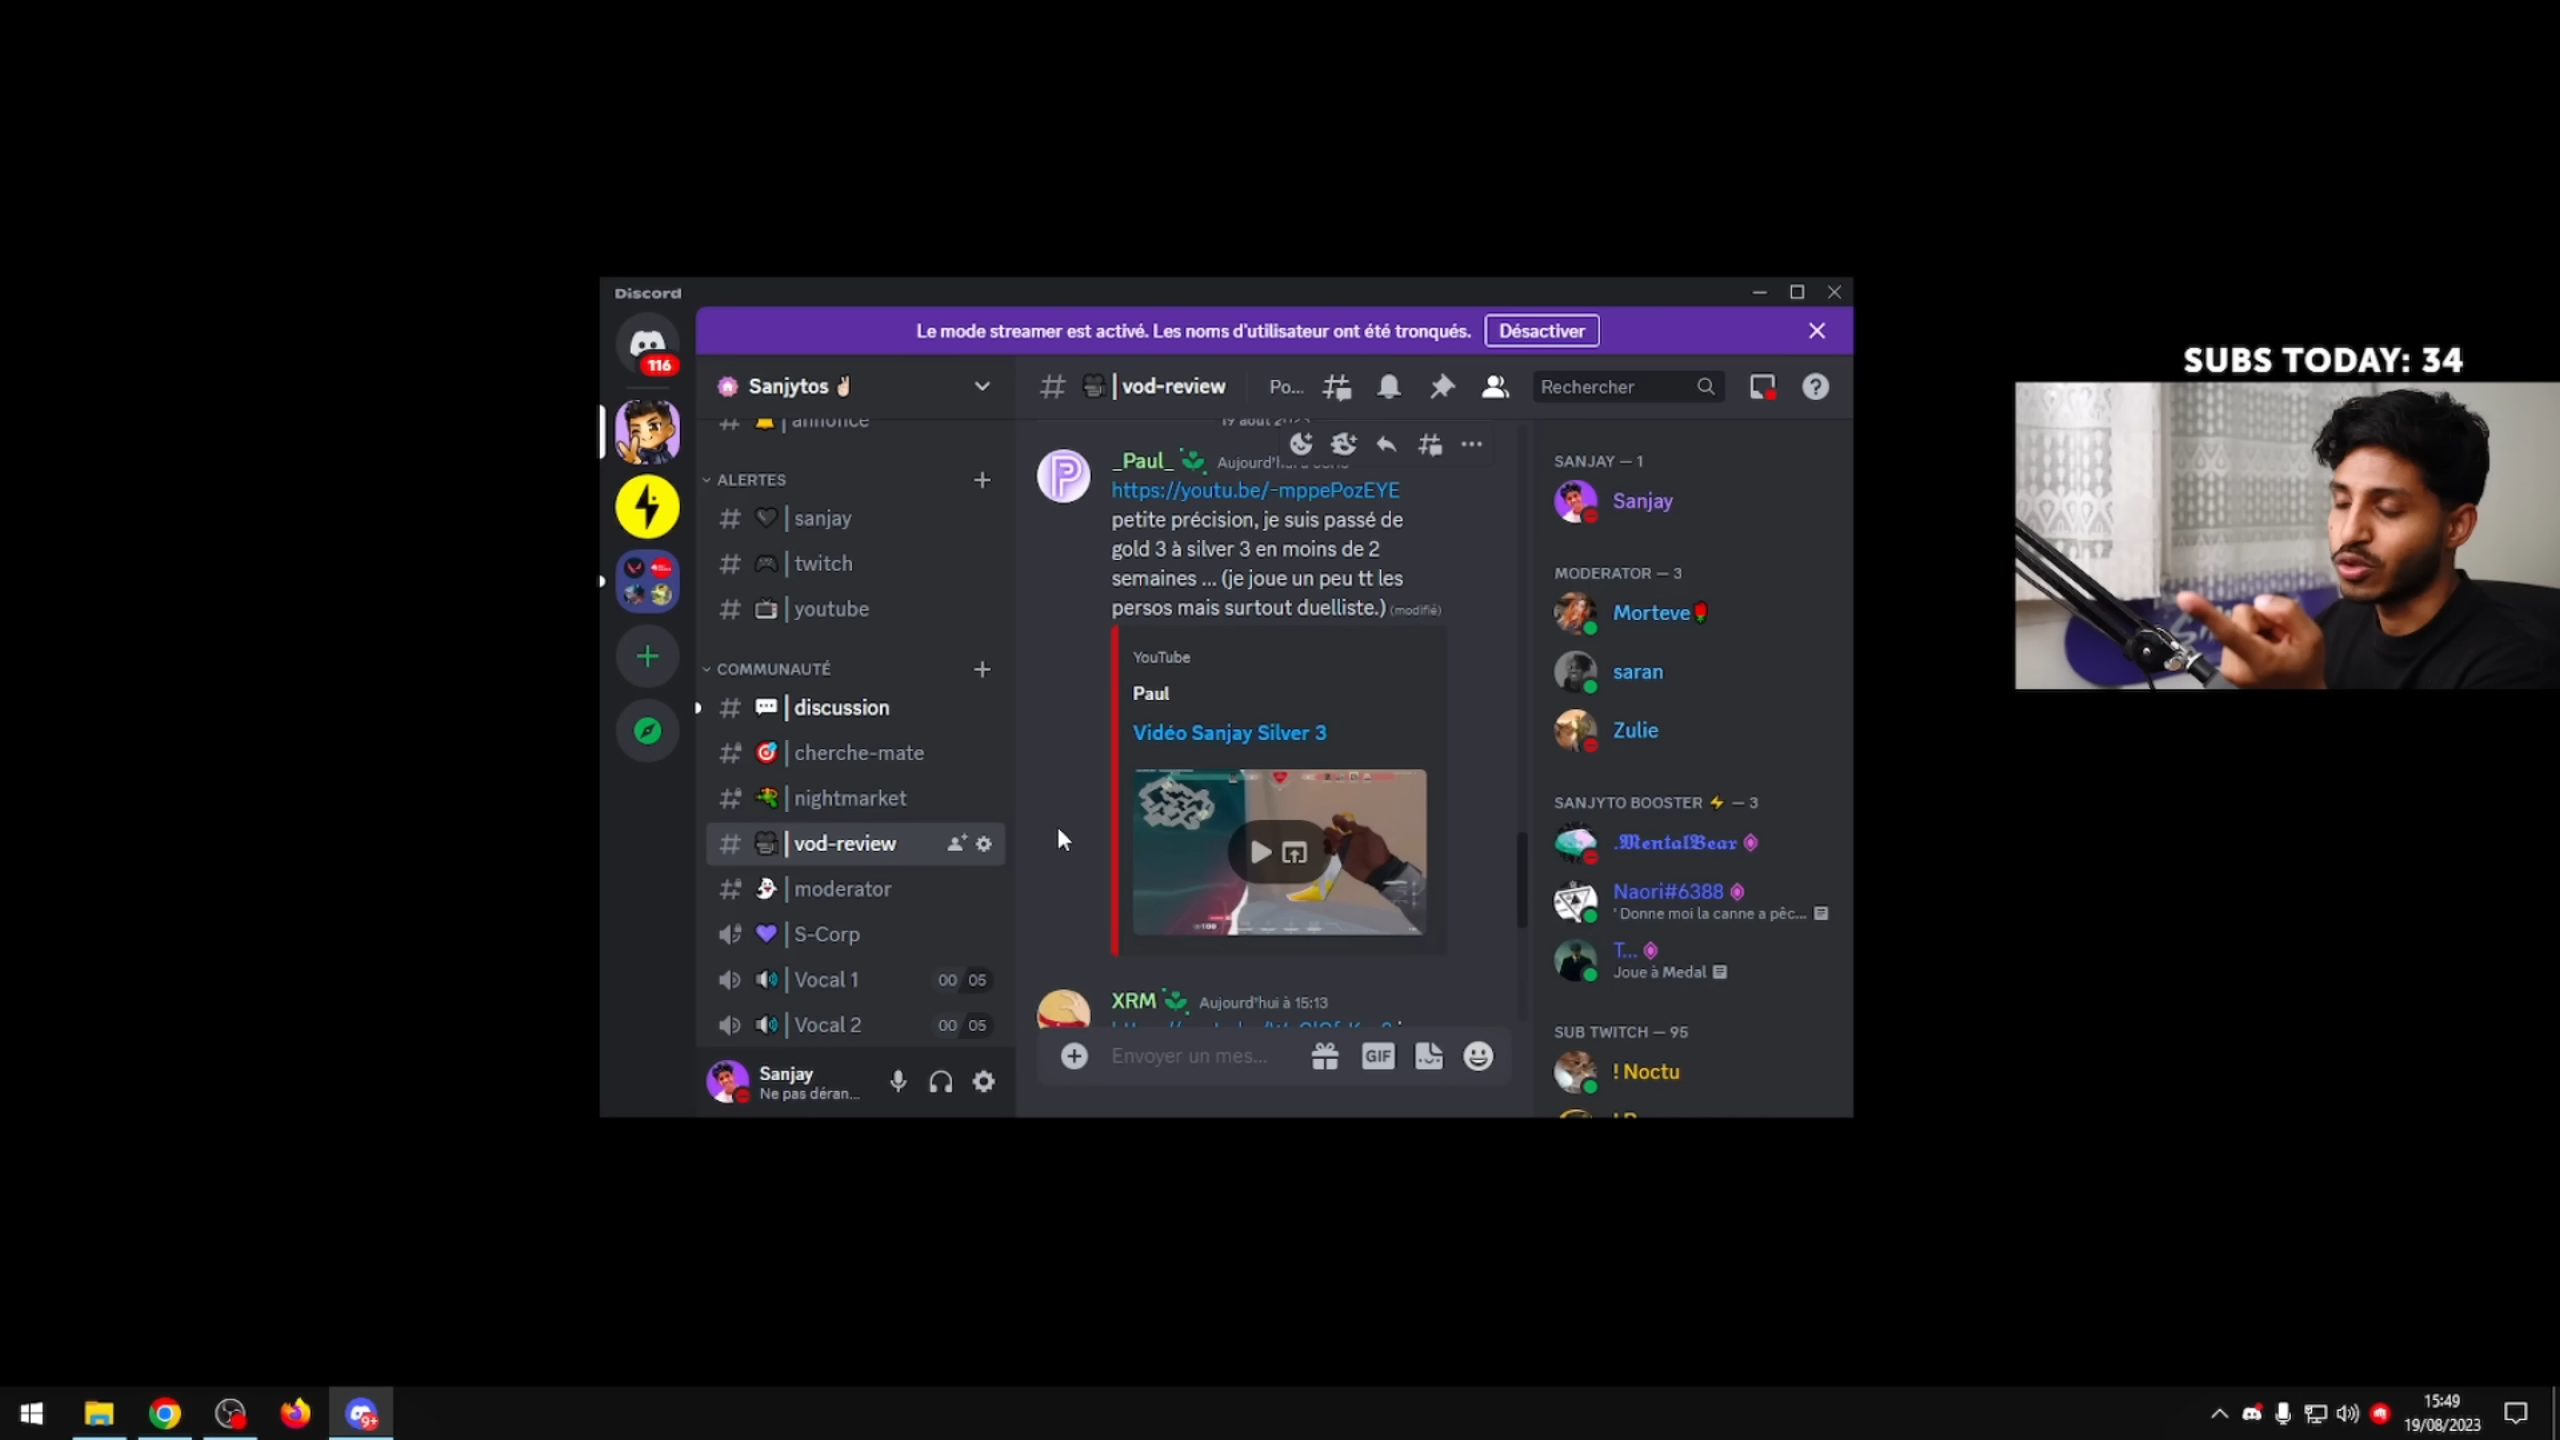 Discord
Le mode streamer est activé. Les noms d'utilisateur ont été tronqués.
Désactiver
116
Sanjytos ✌🏻
annonce
ALERTES
sanjay
twitch
youtube
COMMUNAUTÉ
discussion
cherche-mate
nightmarket
vod-review
moderator
S-Corp
Vocal 1 00 05
Vocal 2 00 05
Sanjay
Ne pas déran...
vod-review
Po...
Rechercher
_Paul_
https://youtu.be/-mppePozEYE
petite précision, je suis passé de
gold 3 à silver 3 en moins de 2
semaines ... (je joue un peu tt les
persos mais surtout duelliste.) (modifié)
YouTube
Paul
Vidéo Sanjay Silver 3
XRM Aujourd'hui à 15:13
Envoyer un mes...
GIF
SANJAY — 1
Sanjay
MODERATOR — 3
Morteve🌹
saran
Zulie
SANJYTO BOOSTER ⚡ — 3
.𝕸𝖊𝖓𝖙𝖆𝖑𝕭𝖊𝖆𝖗
Naori#6388
' Donne moi la canne a pêc...
T...
Joue à Medal
SUB TWITCH — 95
! Noctu
SUBS TODAY: 34
9+
15:49
19/08/2023